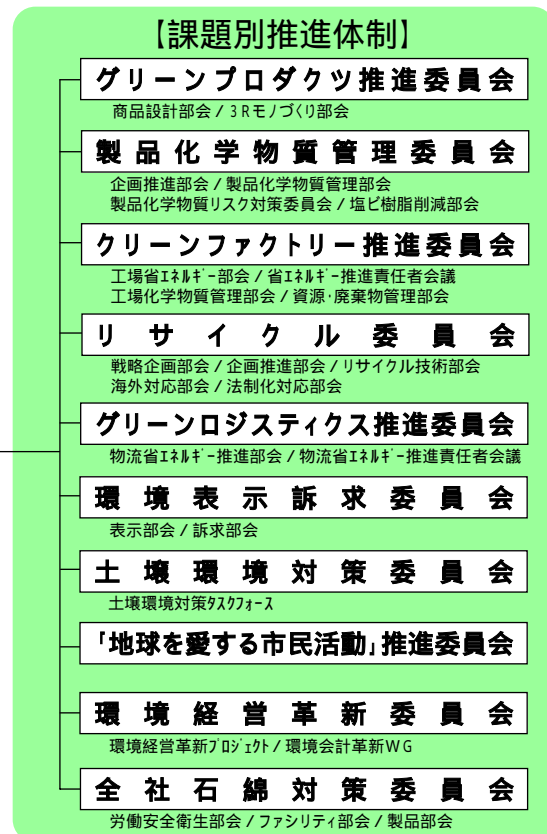 【課題別推進体制】
グリーンプロダクツ推進委員会
商品設計部会 / 3Rモノづくり部会
製品化学物質管理委員会
企画推進部会 / 製品化学物質管理部会
製品化学物質リスク対策委員会 / 塩ビ樹脂削減部会
クリーンファクトリー推進委員会
工場省ｴﾈﾙｷﾞｰ部会 / 省ｴﾈﾙｷﾞｰ推進責任者会議
工場化学物質管理部会 / 資源･廃棄物管理部会
リサイクル委員会
戦略企画部会 / 企画推進部会 / リサイクル技術部会
海外対応部会 / 法制化対応部会
グリーンロジスティクス推進委員会
物流省ｴﾈﾙｷﾞｰ推進部会 / 物流省ｴﾈﾙｷﾞｰ推進責任者会議
環境表示訴求委員会
表示部会 / 訴求部会
土壌環境対策委員会
土壌環境対策ﾀｽｸﾌｫｰｽ
「地球を愛する市民活動」推進委員会
環境経営革新委員会
環境経営革新ﾌﾟﾛｼﾞｪｸﾄ / 環境会計革新WG
全社石綿対策委員会
労働安全衛生部会 / ファシリティ部会 / 製品部会